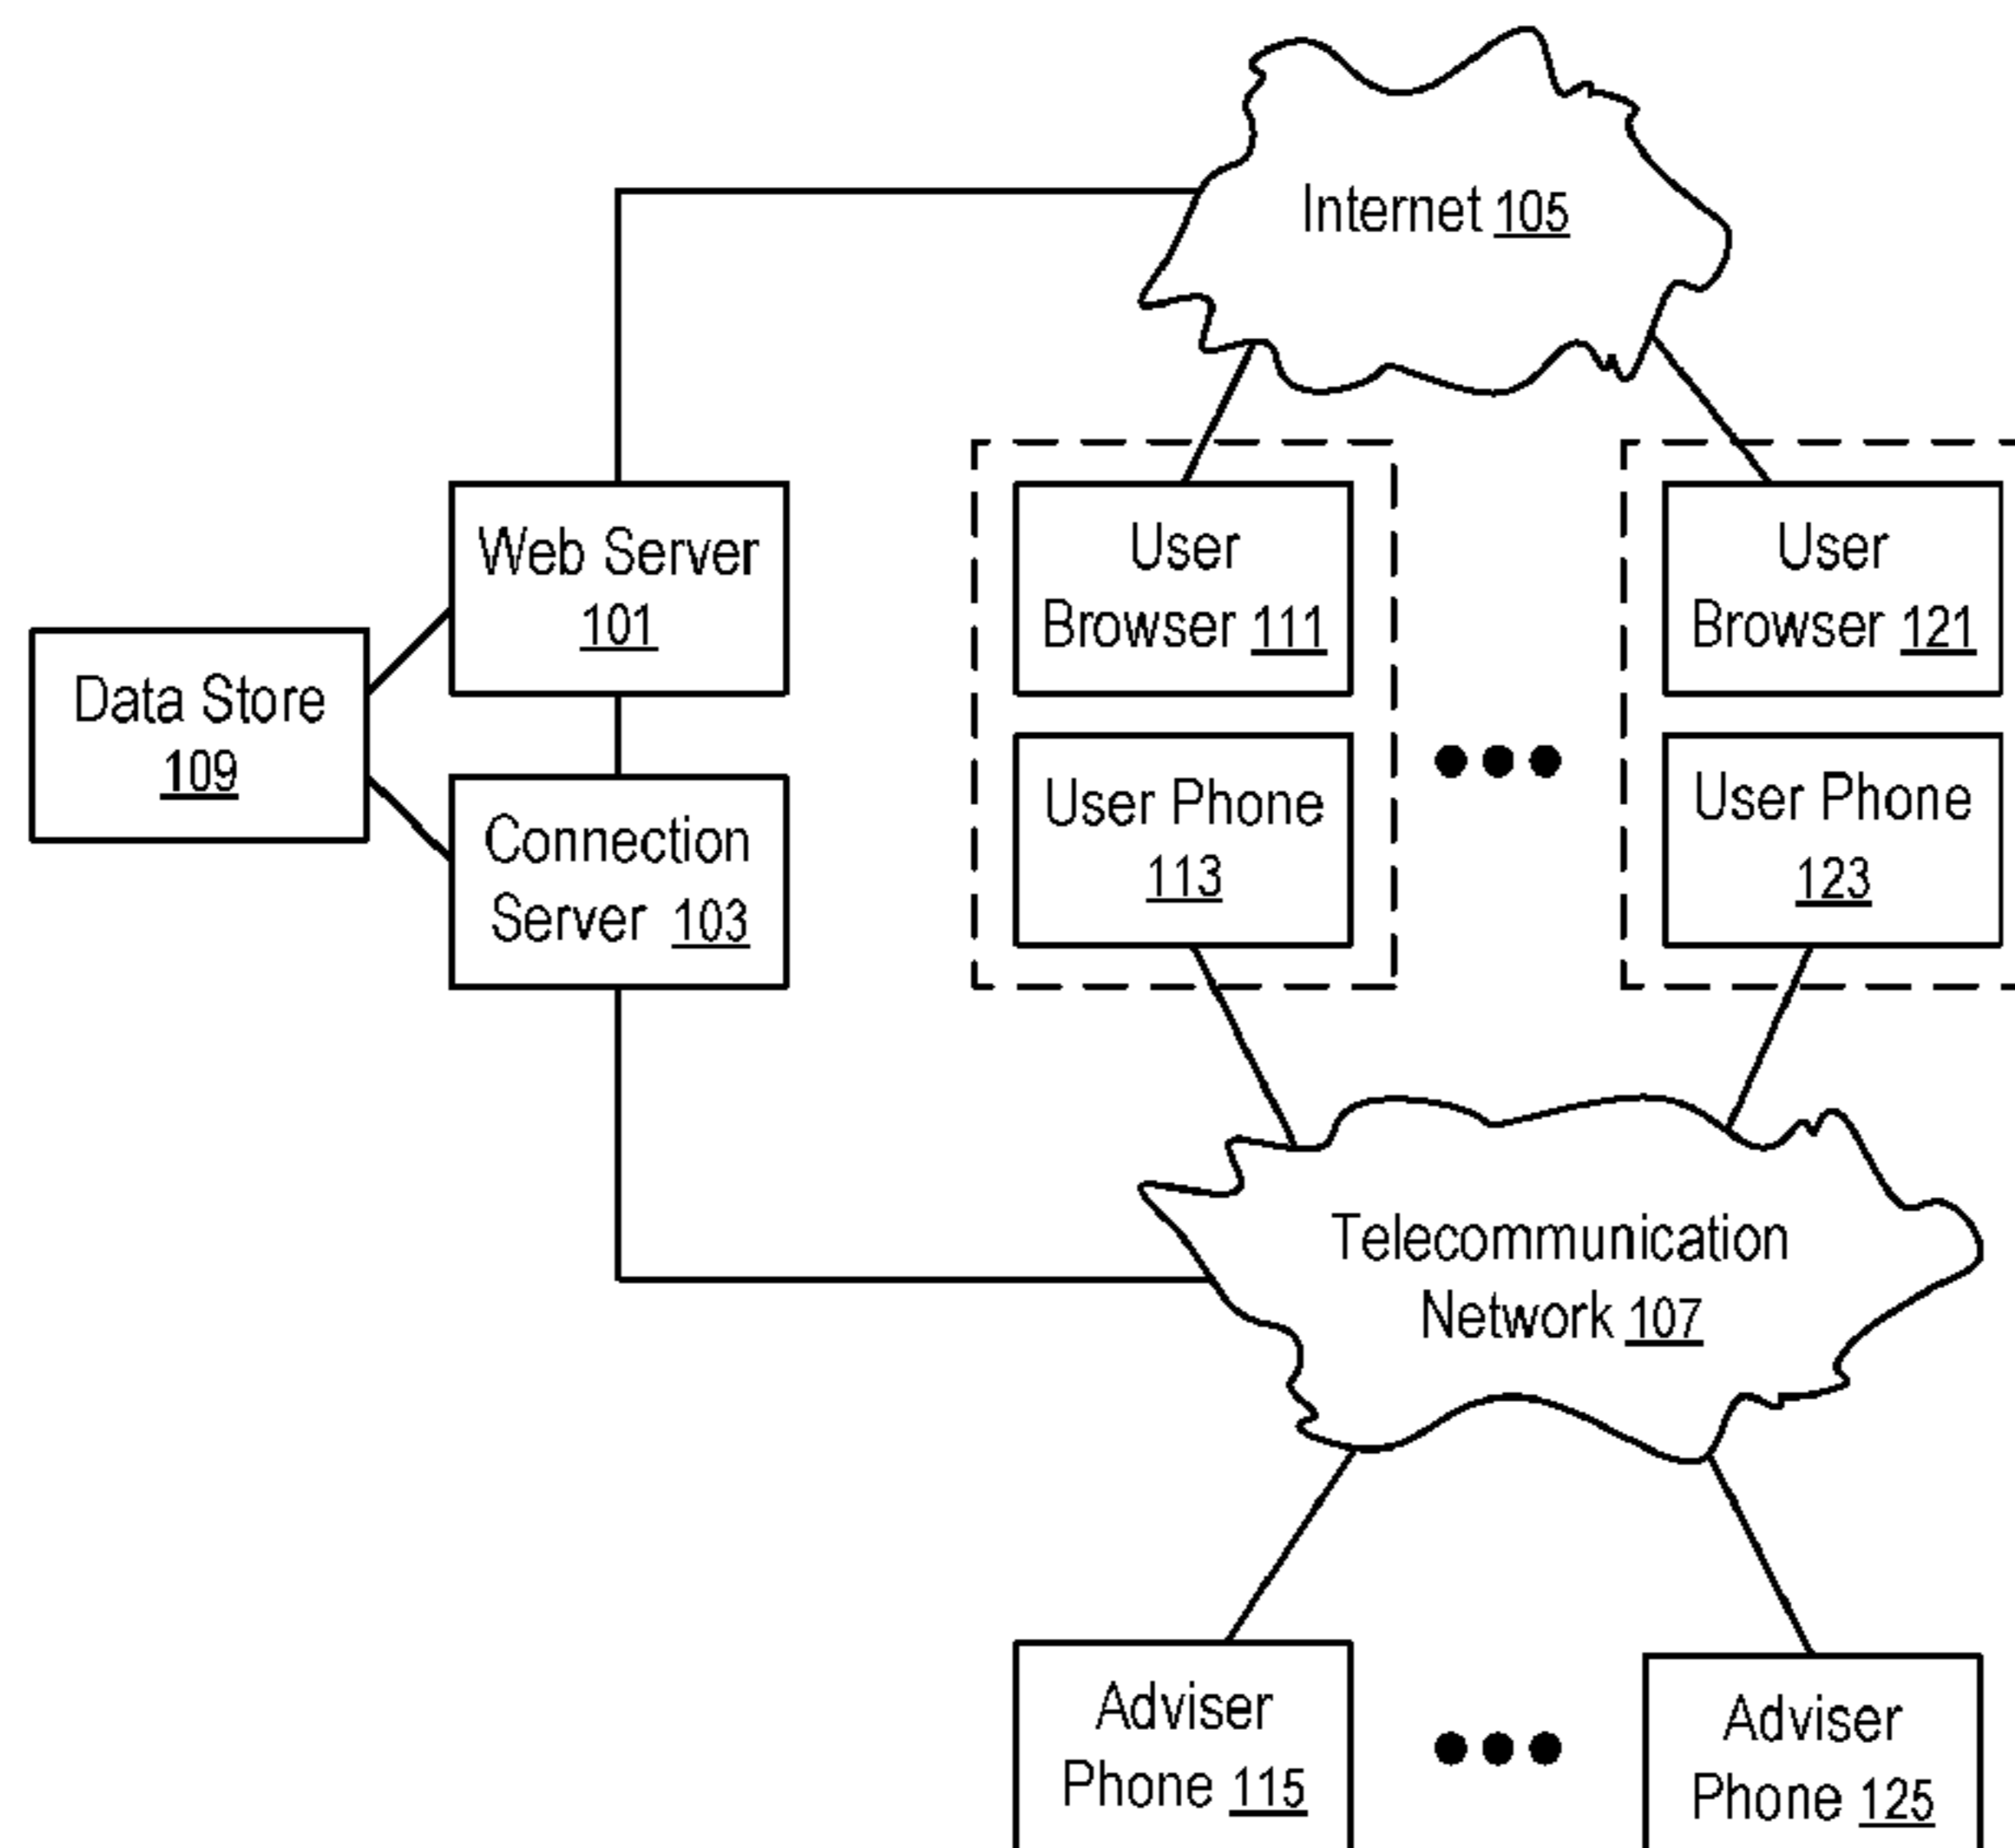 Internet 105
Web Server
101
User
Browser 111
User
Browser 121
Data Store
109
Connection
Server 103
User Phone
113
User Phone
123
Telecommunication
Network 107
Adviser
Phone 115
Adviser
Phone 125